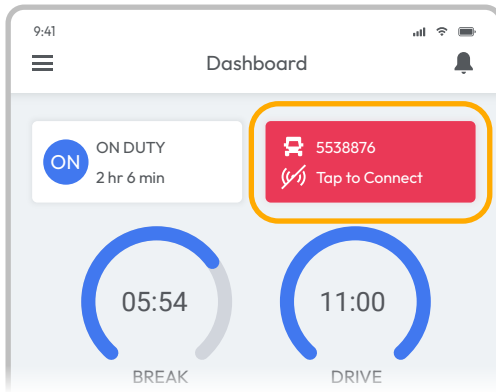 9:41
Dashboard
ON
ON DUTY
2 hr 6 min
5538876
Tap to Connect
05:54
11:00
BREAK
DRIVE